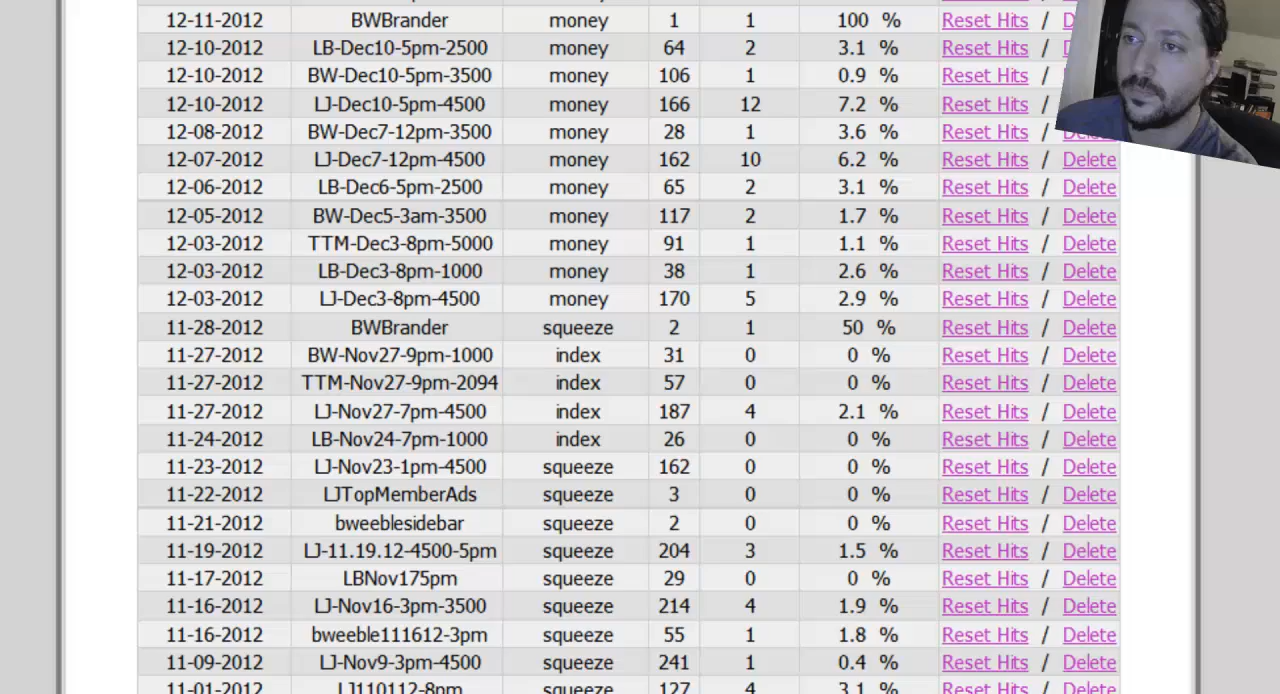 12-11-2012 BWBrander money 1 1 100 % Reset Hits /
12-10-2012 LB-Dec10-5pm-2500 money 64 2 3.1 % Reset Hits /
12-10-2012 BW-Dec10-5pm-3500 money 106 1 0.9 % Reset Hits /
12-10-2012 LJ-Dec10-5pm-4500 money 166 12 7.2 % Reset Hits /
12-08-2012 BW-Dec7-12pm-3500 money 28 1 3.6 % Reset Hits / Delete
12-07-2012 LJ-Dec7-12pm-4500 money 162 10 6.2 % Reset Hits / Delete
12-06-2012 LB-Dec6-5pm-2500 money 65 2 3.1 % Reset Hits / Delete
12-05-2012 BW-Dec5-3am-3500 money 117 2 1.7 % Reset Hits / Delete
12-03-2012 TTM-Dec3-8pm-5000 money 91 1 1.1 % Reset Hits / Delete
12-03-2012 LB-Dec3-8pm-1000 money 38 1 2.6 % Reset Hits / Delete
12-03-2012 LJ-Dec3-8pm-4500 money 170 5 2.9 % Reset Hits / Delete
11-28-2012 BWBrander squeeze 2 1 50 % Reset Hits / Delete
11-27-2012 BW-Nov27-9pm-1000 index 31 0 0 % Reset Hits / Delete
11-27-2012 TTM-Nov27-9pm-2094 index 57 0 0 % Reset Hits / Delete
11-27-2012 LJ-Nov27-7pm-4500 index 187 4 2.1 % Reset Hits / Delete
11-24-2012 LB-Nov24-7pm-1000 index 26 0 0 % Reset Hits / Delete
11-23-2012 LJ-Nov23-1pm-4500 squeeze 162 0 0 % Reset Hits / Delete
11-22-2012 LJTopMemberAds squeeze 3 0 0 % Reset Hits / Delete
11-21-2012 bweeblesidebar squeeze 2 0 0 % Reset Hits / Delete
11-19-2012 LJ-11.19.12-4500-5pm squeeze 204 3 1.5 % Reset Hits / Delete
11-17-2012 LBNov175pm squeeze 29 0 0 % Reset Hits / Delete
11-16-2012 LJ-Nov16-3pm-3500 squeeze 214 4 1.9 % Reset Hits / Delete
11-16-2012 bweeble111612-3pm squeeze 55 1 1.8 % Reset Hits / Delete
11-09-2012 LJ-Nov9-3pm-4500 squeeze 241 1 0.4 % Reset Hits / Delete
11-01-2012 LJ110112-8pm squeeze 127 4 3.1 % Reset Hits / Delete